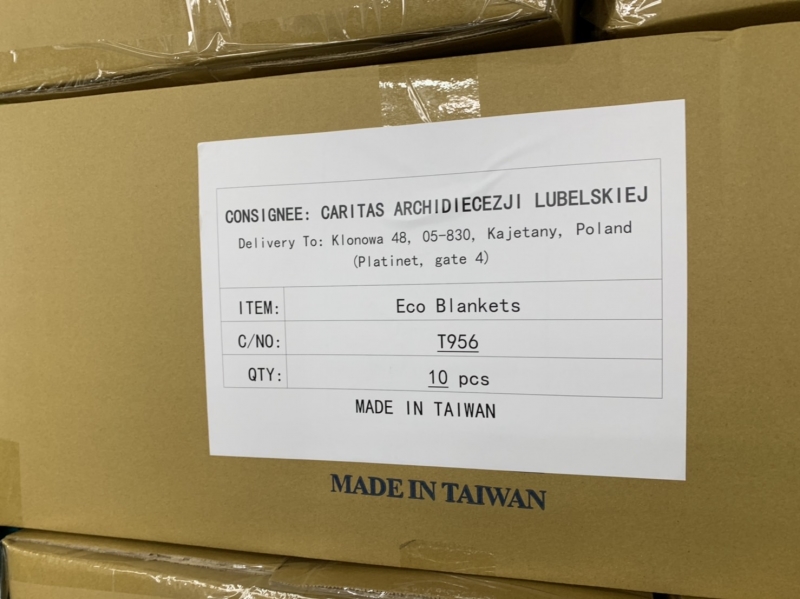 CONSIGNEE: CARITAS ARCHIDIECEZJI LUBELSKIEJ
Delivery To: Klonowa 48, 05-830, Kajetany, Poland
(Platinet, gate 4)
ITEM: Eco Blankets
C/NO: T956
QTY: 10 pcs
MADE IN TAIWAN
MADE IN TAIWAN